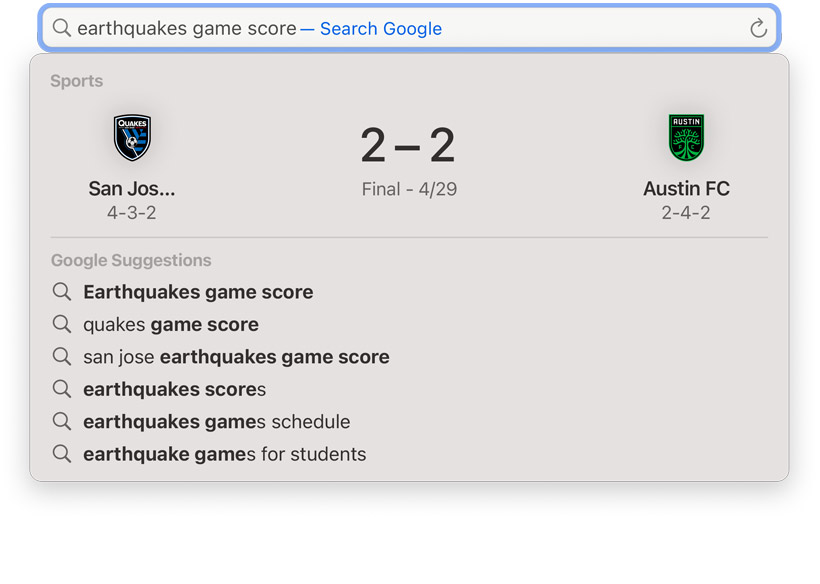 earthquakes game score — Search Google
Sports
QUAKES
AUSTIN
FC
2 – 2
San Jos...
Final - 4/29
Austin FC
4-3-2
2-4-2
Google Suggestions
Earthquakes game score
quakes game score
san jose earthquakes game score
earthquakes scores
earthquakes games schedule
earthquake games for students